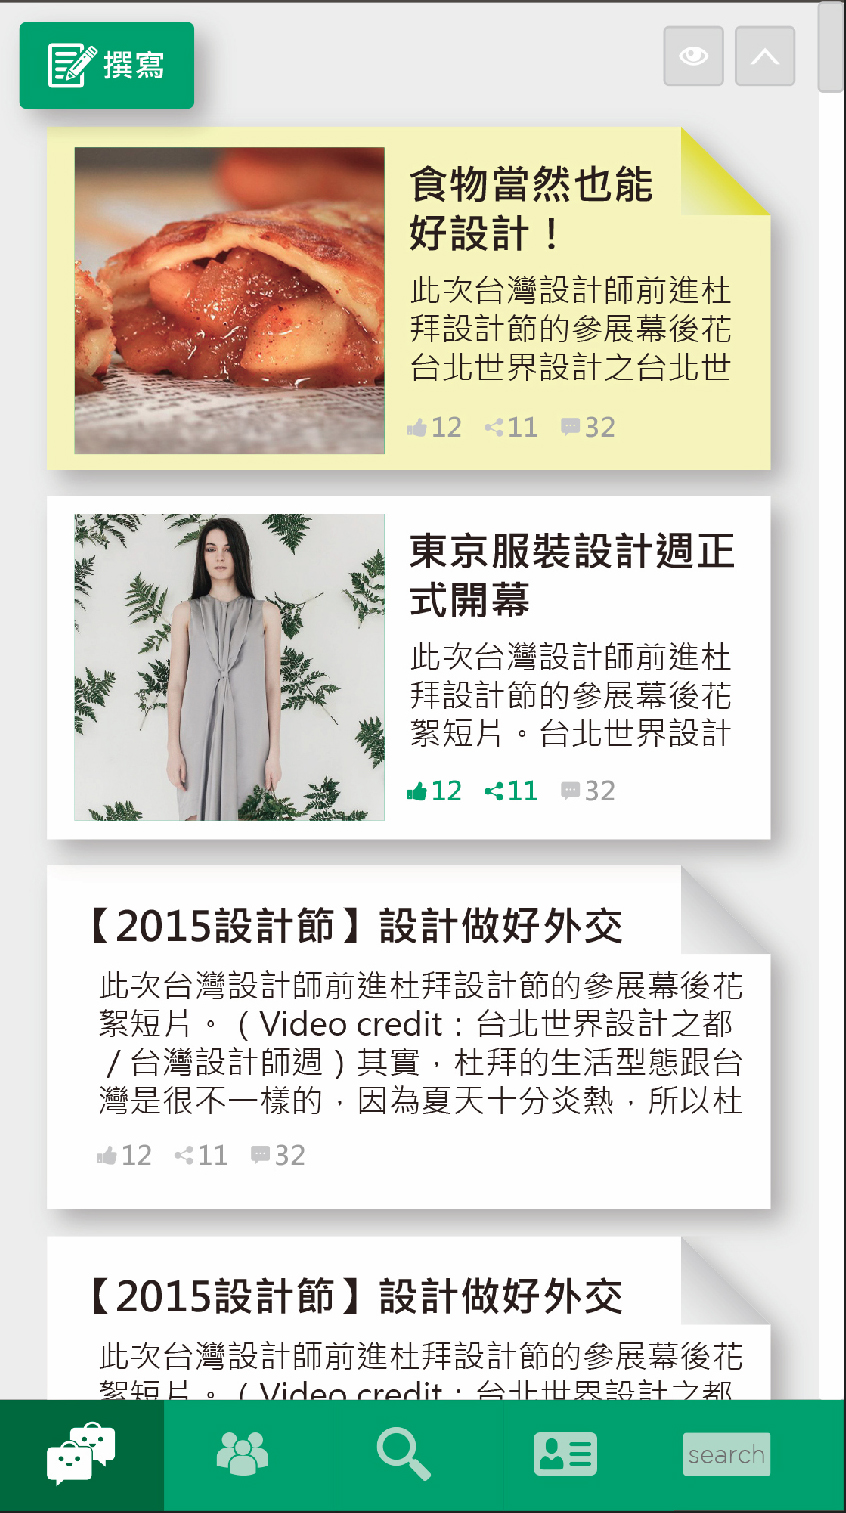 撰寫
食物當然也能
好設計！
此次台灣設計師前進杜
拜設計節的參展幕後花
台北世界設計之台北世
12 11 32
東京服裝設計週正
式開幕
此次台灣設計師前進杜
拜設計節的參展幕後花
絮短片。台北世界設計
12 11 32
【2015設計節】設計做好外交
此次台灣設計師前進杜拜設計節的參展幕後花
絮短片。（Video credit：台北世界設計之都
／台灣設計師週）其實，杜拜的生活型態跟台
灣是很不一樣的，因為夏天十分炎熱，所以杜
12 11 32
【2015設計節】設計做好外交
此次台灣設計師前進杜拜設計節的參展幕後花
絮短片。（Video credit：台北世界設計之都
search